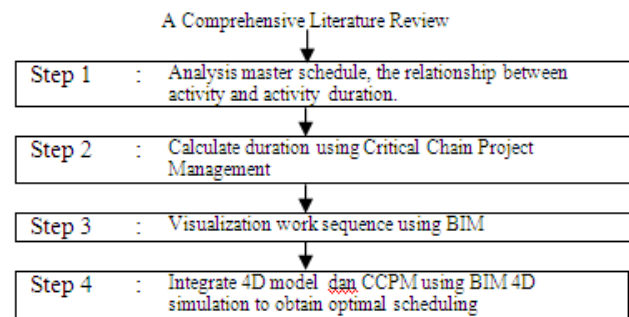 A Comprehensive Literature Review
Step 1 : Analysis master schedule, the relationship between
activity and activity duration.
Step 2 : Calculate duration using Critical Chain Project
Management
Step 3 : Visualization work sequence using BIM
Step 4 : Integrate 4D model dan CCPM using BIM 4D
simulation to obtain optimal scheduling